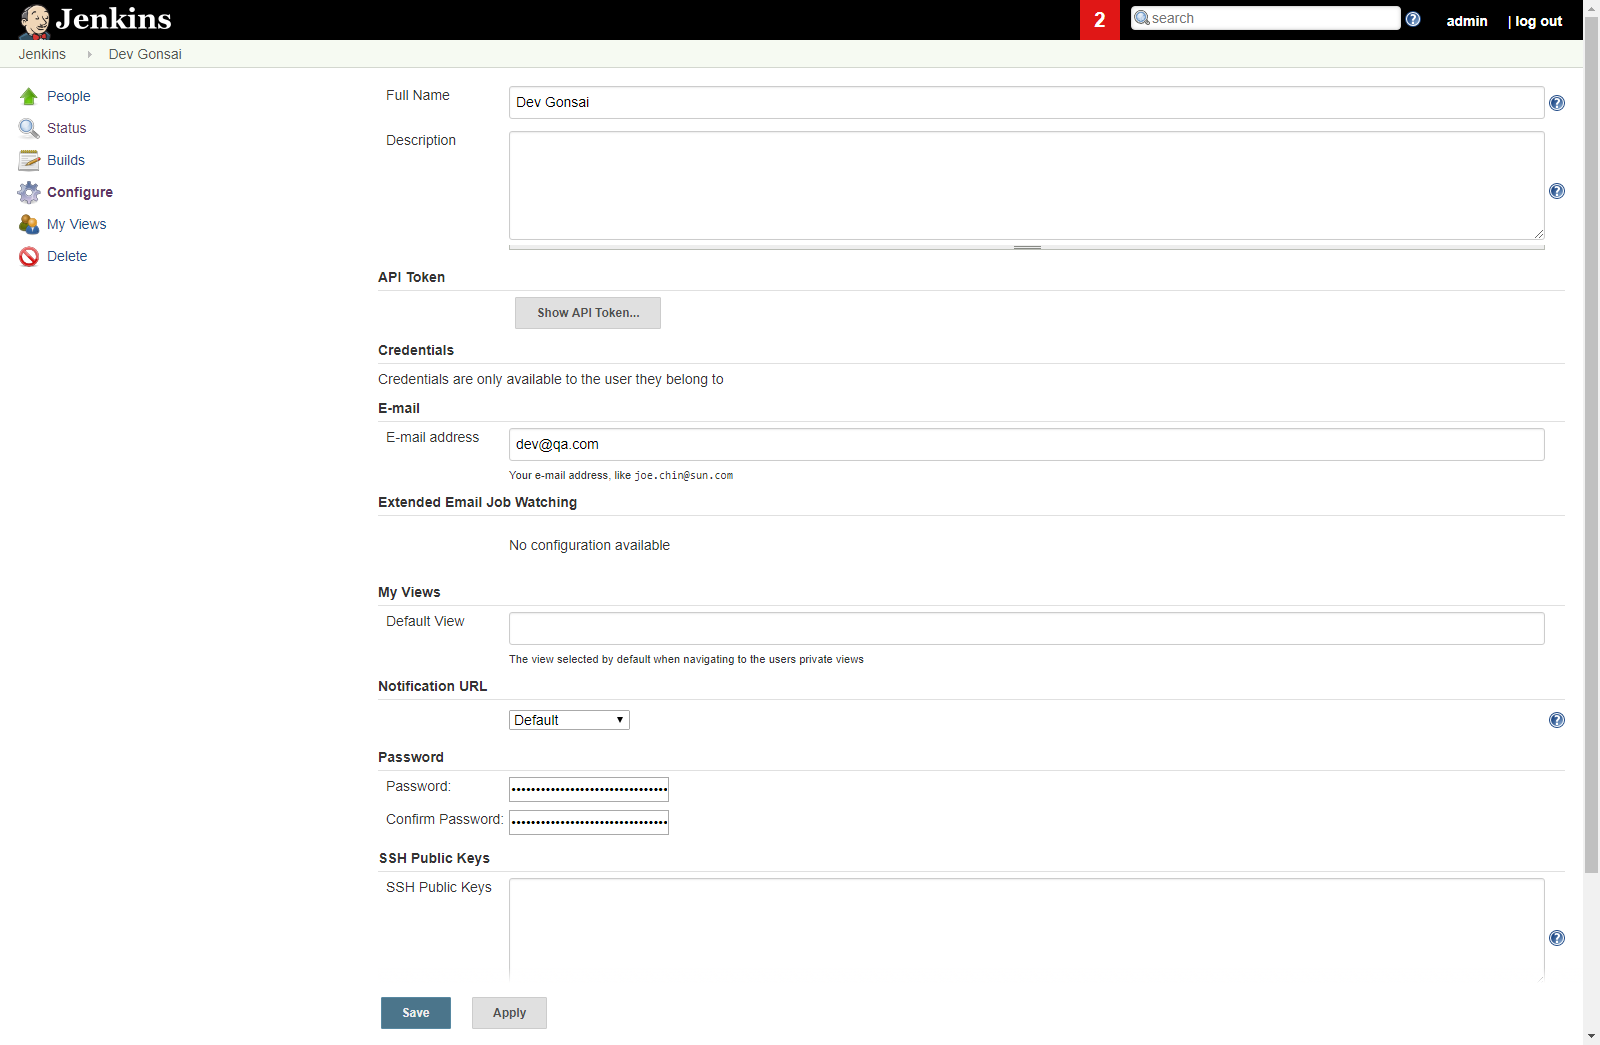 Jenkins
2
search
admin
| log out
Jenkins
Dev Gonsai
People
Status
Builds
Configure
My Views
Delete
Full Name
Dev Gonsai
Description
API Token
Show API Token...
Credentials
Credentials are only available to the user they belong to
E-mail
E-mail address
dev@qa.com
Your e-mail address, like joe.chin@sun.com
Extended Email Job Watching
No configuration available
My Views
Default View
The view selected by default when navigating to the users private views
Notification URL
Default
Password
Password:
Confirm Password:
SSH Public Keys
SSH Public Keys
Save
Apply